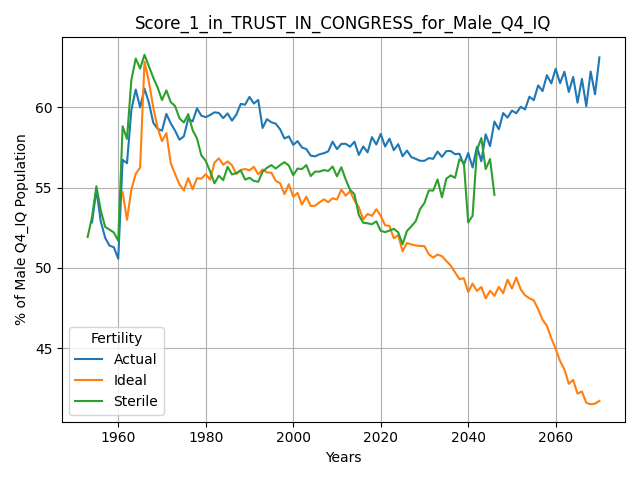 Score_1_in_TRUST_IN_CONGRESS_for_Male_Q4_IQ
% of Male Q4_IQ Population
60
55
50
45
Fertility
Actual
Ideal
Sterile
1960 1980 2000 2020 2040 2060
Years